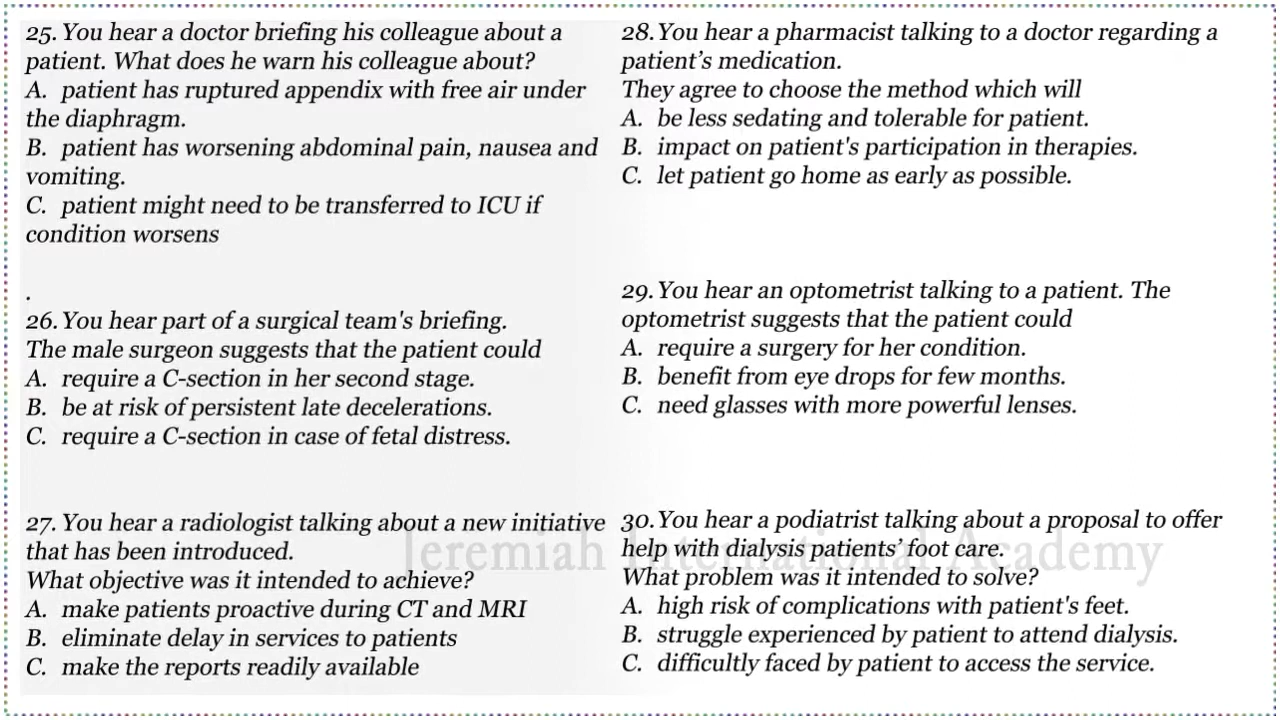 25. You hear a doctor briefing his colleague about a
patient. What does he warn his colleague about?
A. patient has ruptured appendix with free air under
the diaphragm.
B. patient has worsening abdominal pain, nausea and
vomiting.
C. patient might need to be transferred to ICU if
condition worsens
.
26. You hear part of a surgical team's briefing.
The male surgeon suggests that the patient could
A. require a C-section in her second stage.
B. be at risk of persistent late decelerations.
C. require a C-section in case of fetal distress.
27. You hear a radiologist talking about a new initiative
that has been introduced.
What objective was it intended to achieve?
A. make patients proactive during CT and MRI
B. eliminate delay in services to patients
C. make the reports readily available
28. You hear a pharmacist talking to a doctor regarding a
patient’s medication.
They agree to choose the method which will
A. be less sedating and tolerable for patient.
B. impact on patient's participation in therapies.
C. let patient go home as early as possible.
29. You hear an optometrist talking to a patient. The
optometrist suggests that the patient could
A. require a surgery for her condition.
B. benefit from eye drops for few months.
C. need glasses with more powerful lenses.
30. You hear a podiatrist talking about a proposal to offer
help with dialysis patients’ foot care.
What problem was it intended to solve?
A. high risk of complications with patient's feet.
B. struggle experienced by patient to attend dialysis.
C. difficultly faced by patient to access the service.
Jeremiah International Academy